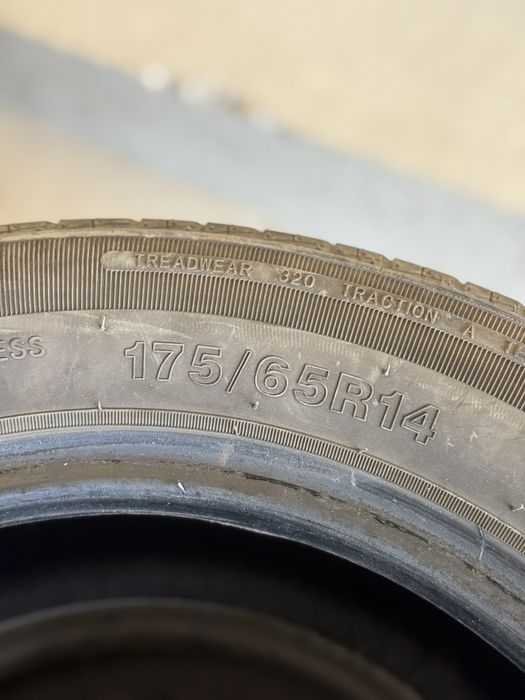 TREADWEAR 320 TRACTION A
ESS
175/65R14